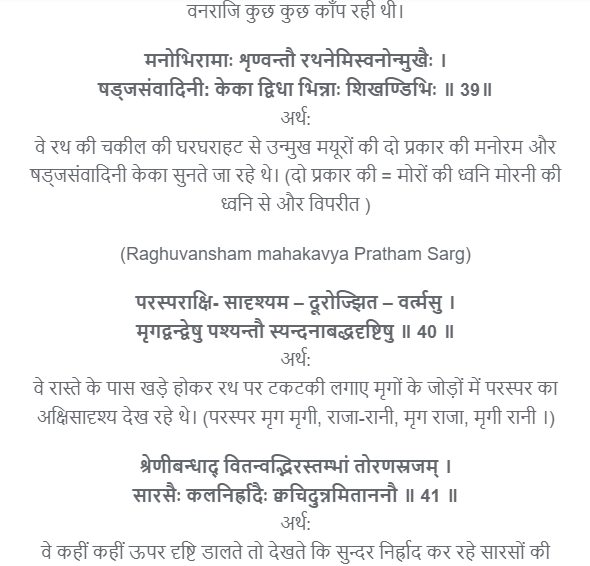 वनराजि कुछ कुछ काँप रही थी।
मनोभिरामाः शृण्वन्तौ रथनेमिस्वनोन्मुखैः ।
षड्जसंवादिनी: केका द्विधा भिन्नाः शिखण्डिभिः ॥ 39॥
अर्थ:
वे रथ की चकील की घरघराहट से उन्मुख मयूरों की दो प्रकार की मनोरम और
षड्जसंवादिनी केका सुनते जा रहे थे। (दो प्रकार की = मोरों की ध्वनि मोरनी की
ध्वनि से और विपरीत )
(Raghuvansham mahakavya Pratham Sarg)
परस्पराक्षि- सादृश्यम – दूरोज्झित – वर्त्मसु ।
मृगद्वन्द्वेषु पश्यन्तौ स्यन्दनाबद्धदृष्टिषु ॥ 40 ॥
अर्थ:
वे रास्ते के पास खड़े होकर रथ पर टकटकी लगाए मृगों के जोड़ों में परस्पर का
अक्षिसादृश्य देख रहे थे। (परस्पर मृग मृगी, राजा-रानी, मृग राजा, मृगी रानी ।)
श्रेणीबन्धाद् वितन्वद्भिरस्तम्भां तोरणस्रजम् ।
सारसैः कलनिर्ह्रादैः क्वचिदुन्नमिताननौ ॥ 41 ॥
अर्थ:
वे कहीं कहीं ऊपर दृष्टि डालते तो देखते कि सुन्दर निर्ह्राद कर रहे सारसों की